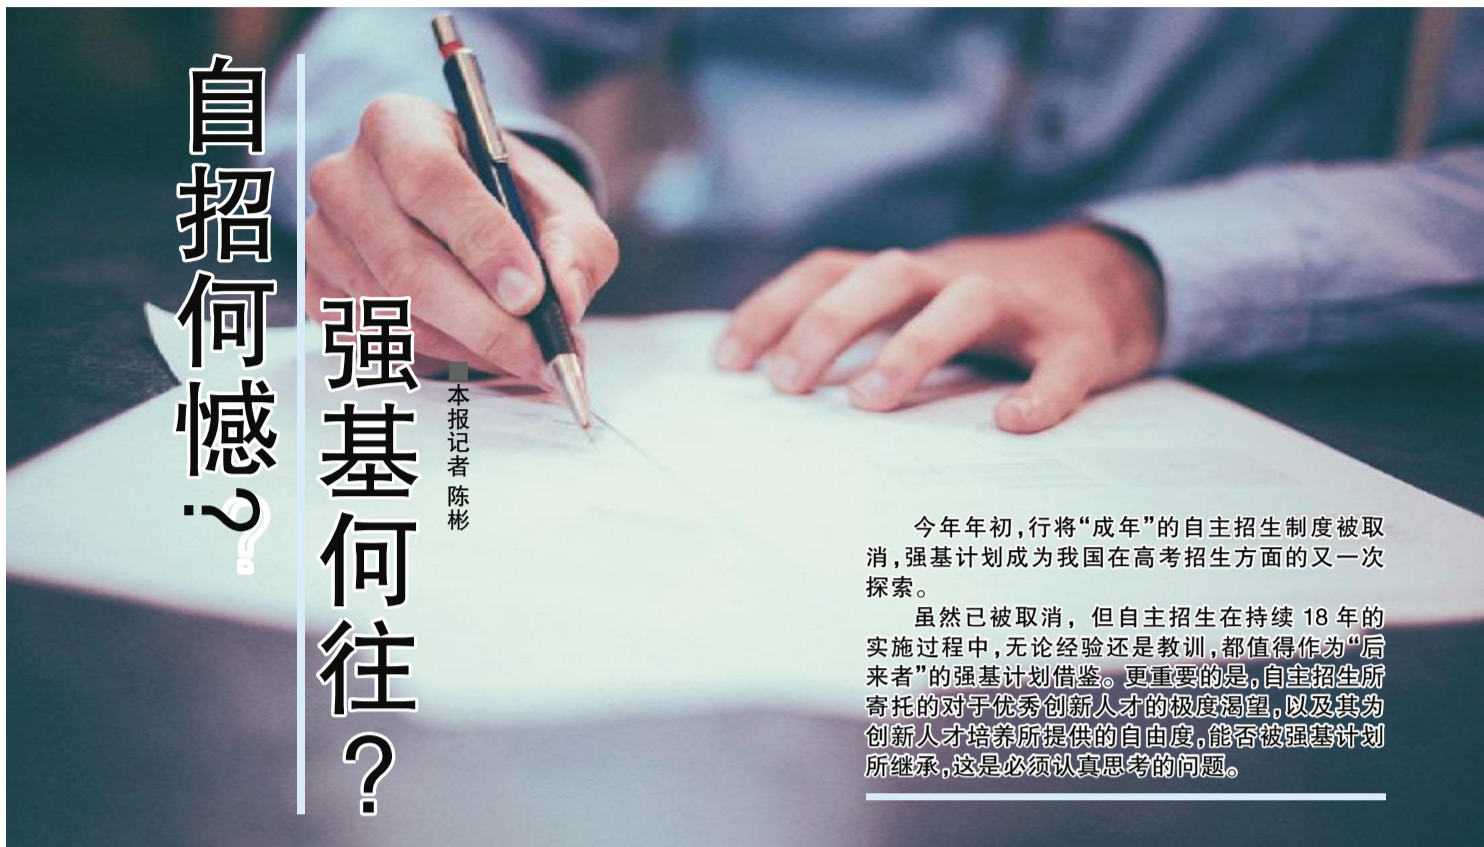 自招何憾？
强基何往？
■本报记者 陈彬
今年年初，行将“成年”的自主招生制度被取
消，强基计划成为我国在高考招生方面的又一次
探索。
虽然已被取消，但自主招生在持续 18 年的
实施过程中，无论经验还是教训，都值得作为“后
来者”的强基计划借鉴。更重要的是，自主招生所
寄托的对于优秀创新人才的极度渴望，以及其为
创新人才培养所提供的自由度，能否被强基计划
所继承，这是必须认真思考的问题。